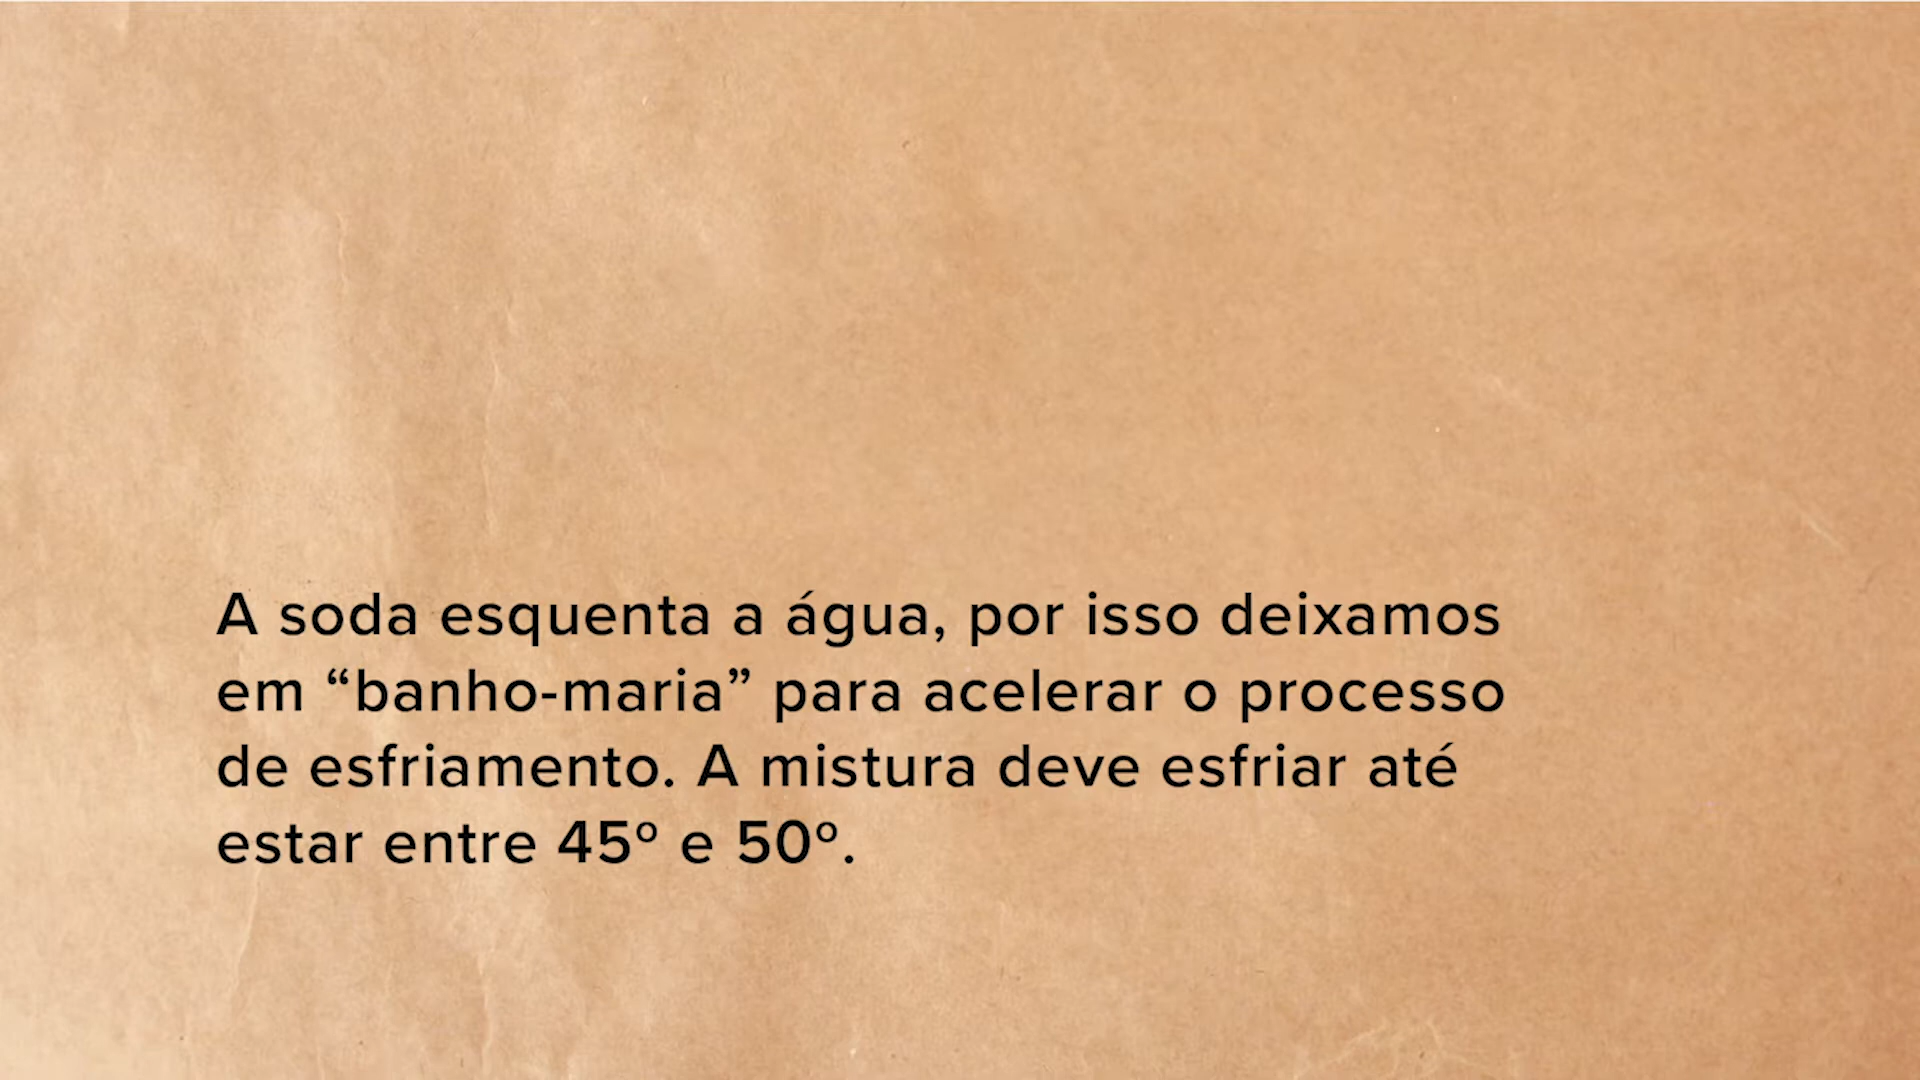 A soda esquenta a água, por isso deixamos
em “banho-maria” para acelerar o processo
de esfriamento. A mistura deve esfriar até
estar entre 45º e 50º.